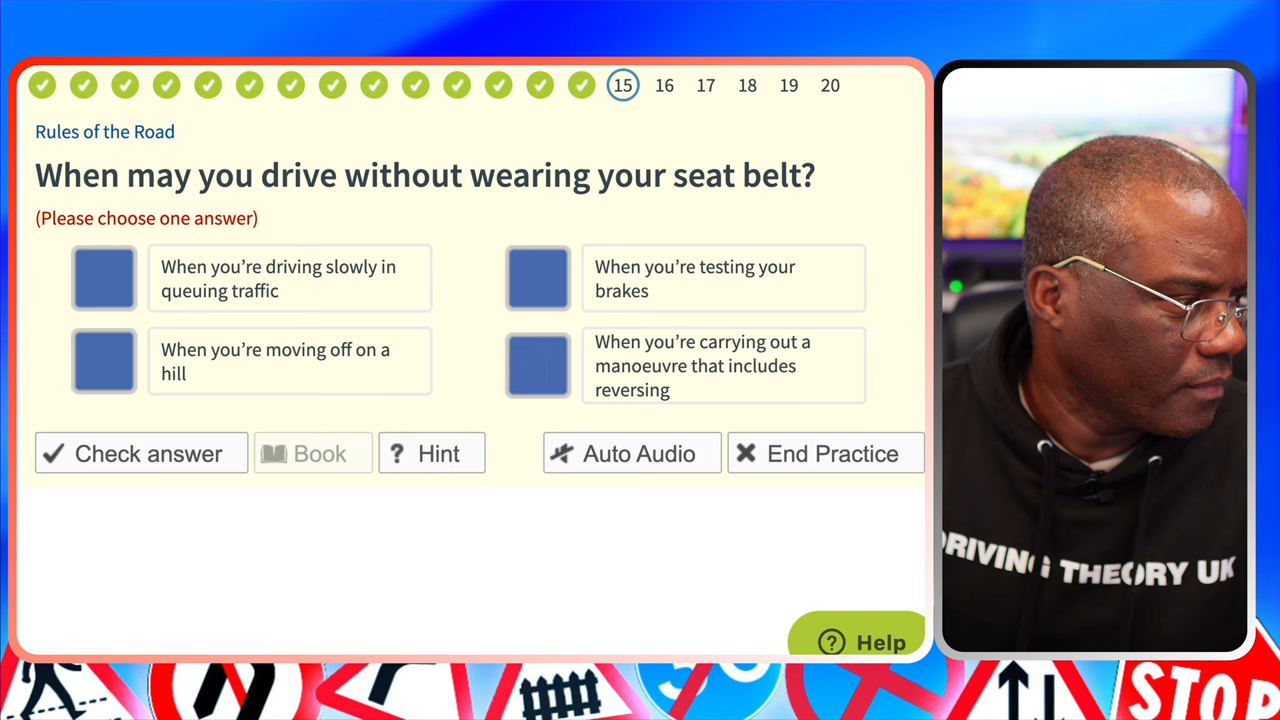 15 16 17 18 19 20
Rules of the Road
When may you drive without wearing your seat belt?
(Please choose one answer)
When you’re driving slowly in
queuing traffic
When you’re testing your
brakes
When you’re moving off on a
hill
When you’re carrying out a
manoeuvre that includes
reversing
Check answer
Book
? Hint
Auto Audio
End Practice
? Help
DRIVING THEORY UK
STOP